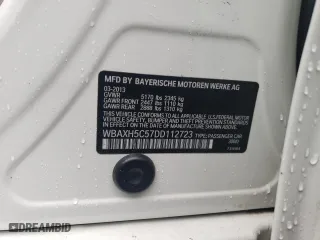 MFD BY BAYERISCHE MOTOREN WERKE AG
03-2013
GVWR 5170 lbs 2345 kg
GAWR FRONT 2447 lbs 1110 kg
GAWR REAR 2888 lbs 1310 kg
THIS VEHICLE CONFORMS TO ALL APPLICABLE
FEDERAL MOTOR VEHICLE SAFETY, BUMPER,
AND THEFT PREVENTION STANDARDS IN EFFECT
ON THE DATE OF MANUFACTURE SHOWN ABOVE.
WBAXH5C57DD112723 TYPE: PASSENGER CAR
DREAMBID